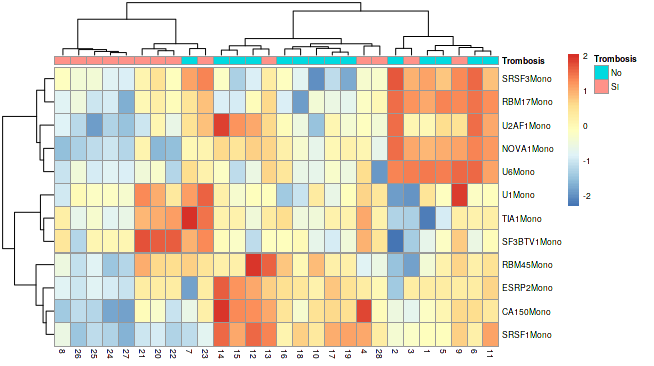 Trombosis
SRSF3Mono
RBM17Mono
U2AF1Mono
NOVA1Mono
U6Mono
U1Mono
TIA1Mono
SF3BTV1Mono
RBM45Mono
ESRP2Mono
CA150Mono
SRSF1Mono
8 26 25 24 27 21 20 22 7 23 14 15 12 13 16 18 10 17 19 4 28 2 3 1 5 9 6 11
2
1
0
-1
-2
Trombosis
No
SI